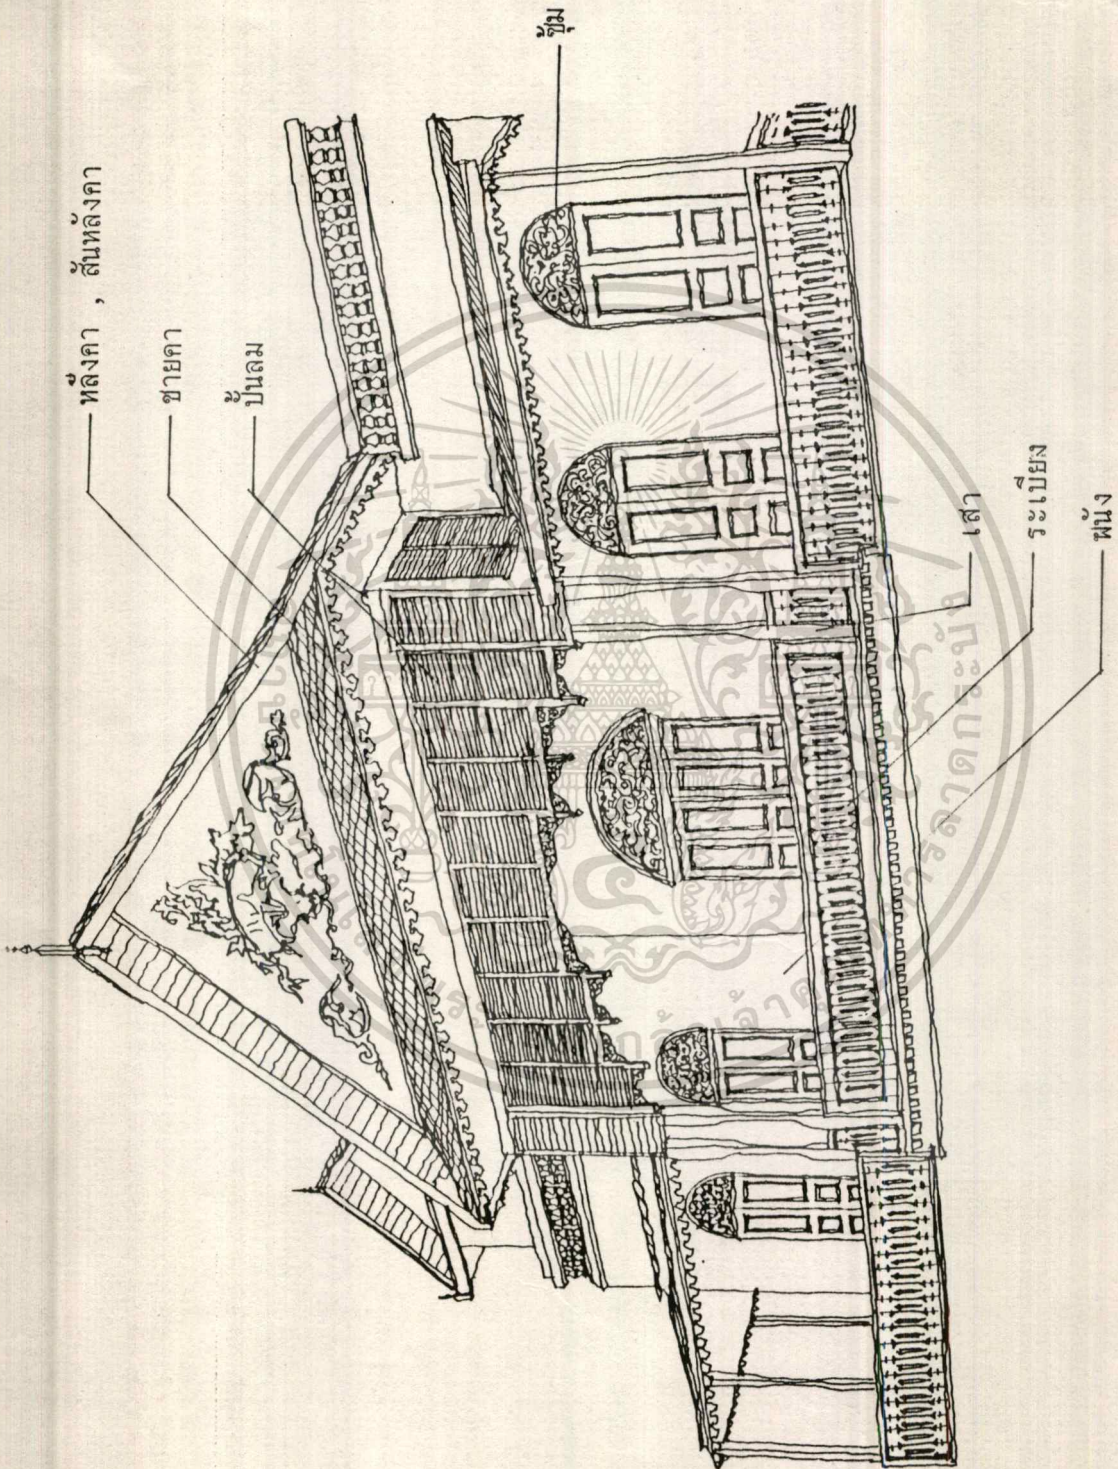 หลังคา , สันหลังคา
ชายคา
ปั้นลม
ซุ้ม
เสา
ระเบียง
ผนัง